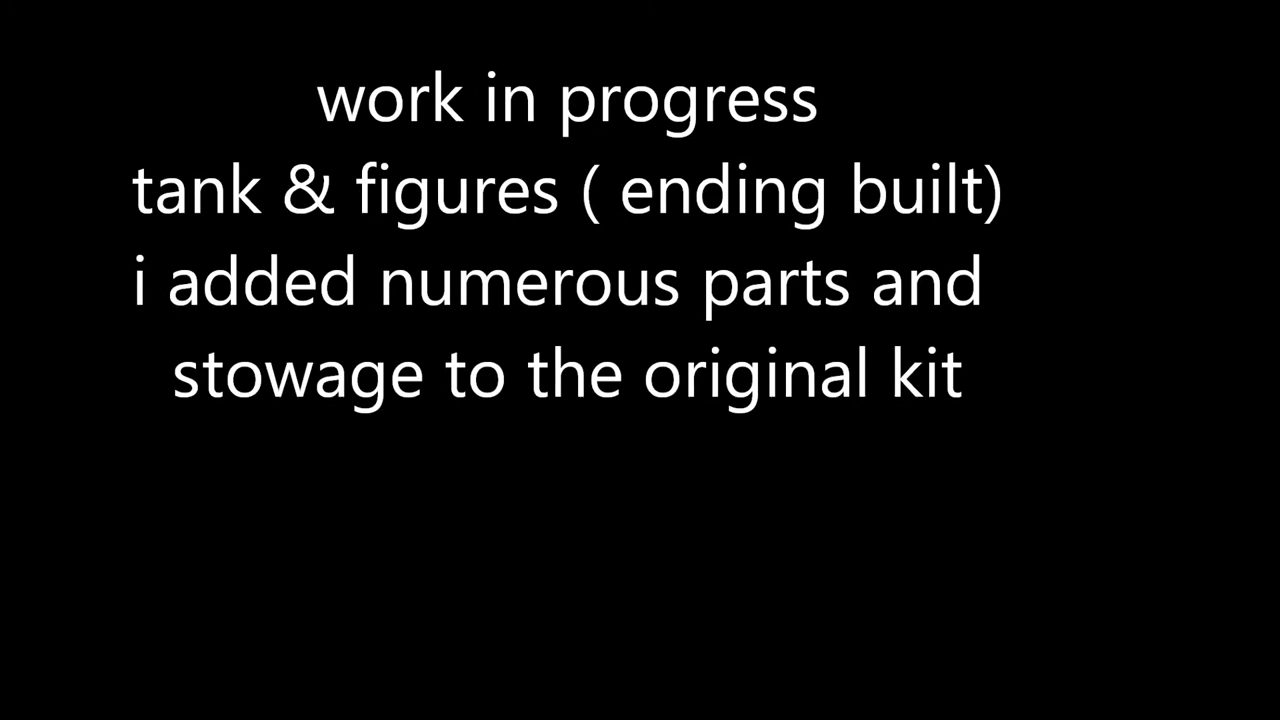 work in progress
tank & figures ( ending built)
i added numerous parts and
stowage to the original kit